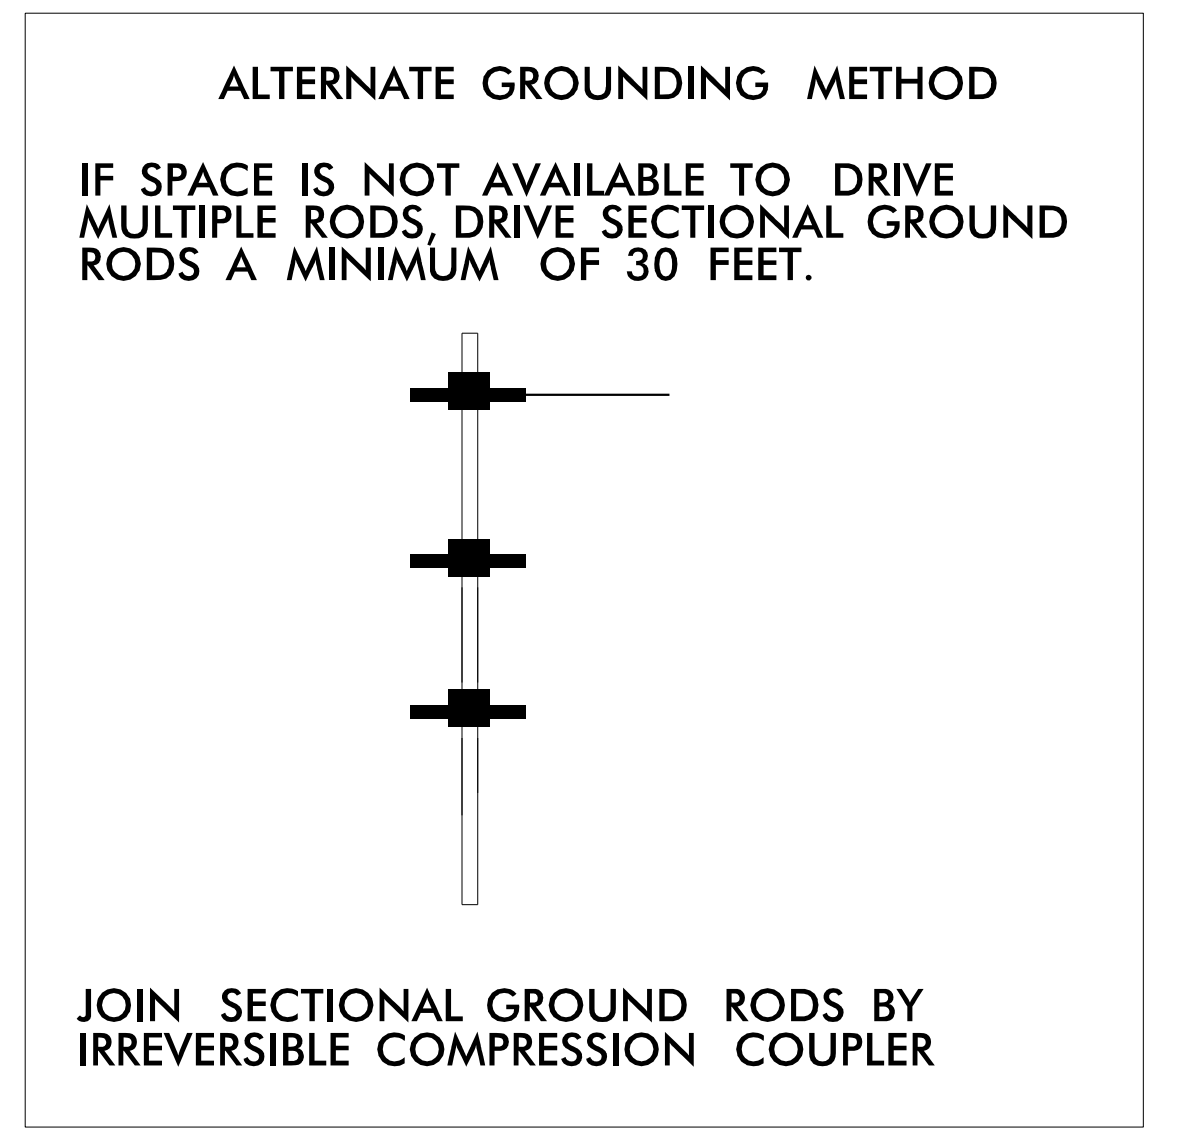 ALTERNATE GROUNDING METHOD
IF SPACE IS NOT AVAILABLE TO DRIVE
MULTIPLE RODS, DRIVE SECTIONAL GROUND
RODS A MINIMUM OF 30 FEET.
JOIN SECTIONAL GROUND RODS BY
IRREVERSIBLE COMPRESSION COUPLER